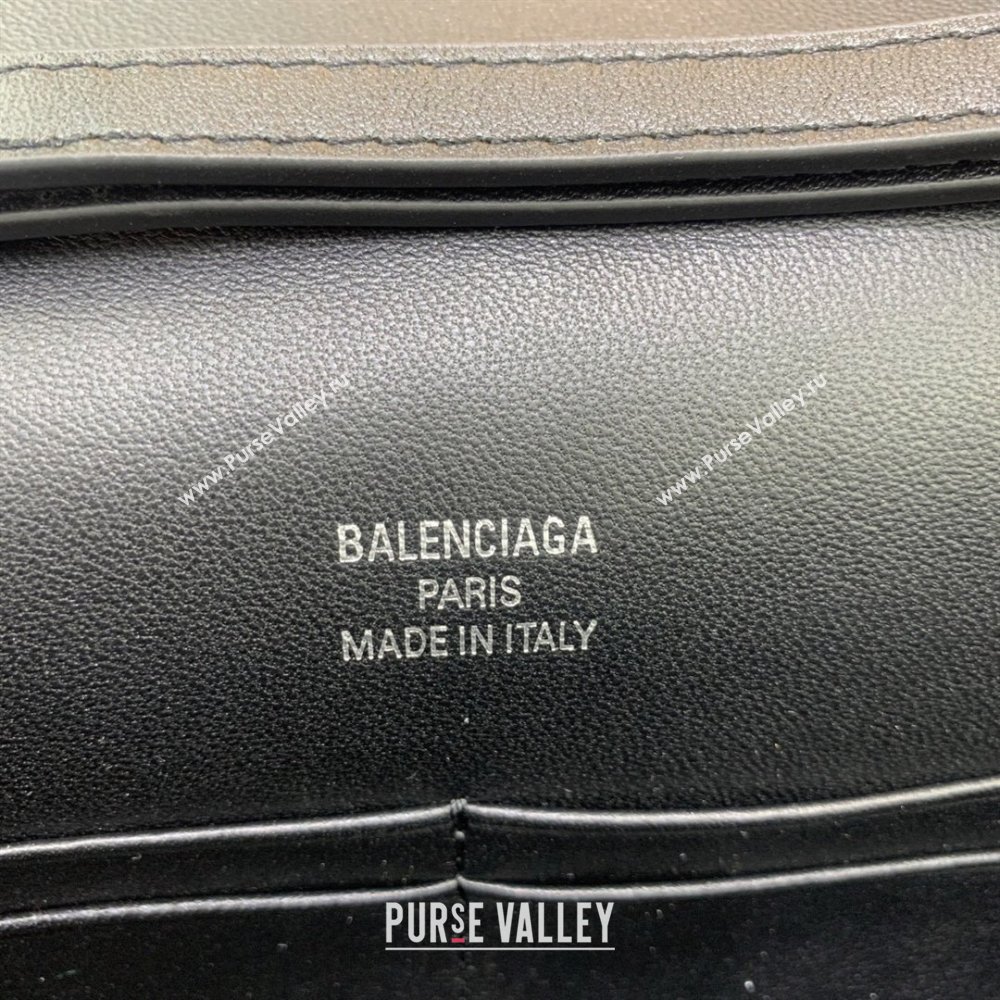 www.PurseValley.ru
www.PurseValley.ru
BALENCIAGA
PARIS
MADE IN ITALY
PURSE VALLEY